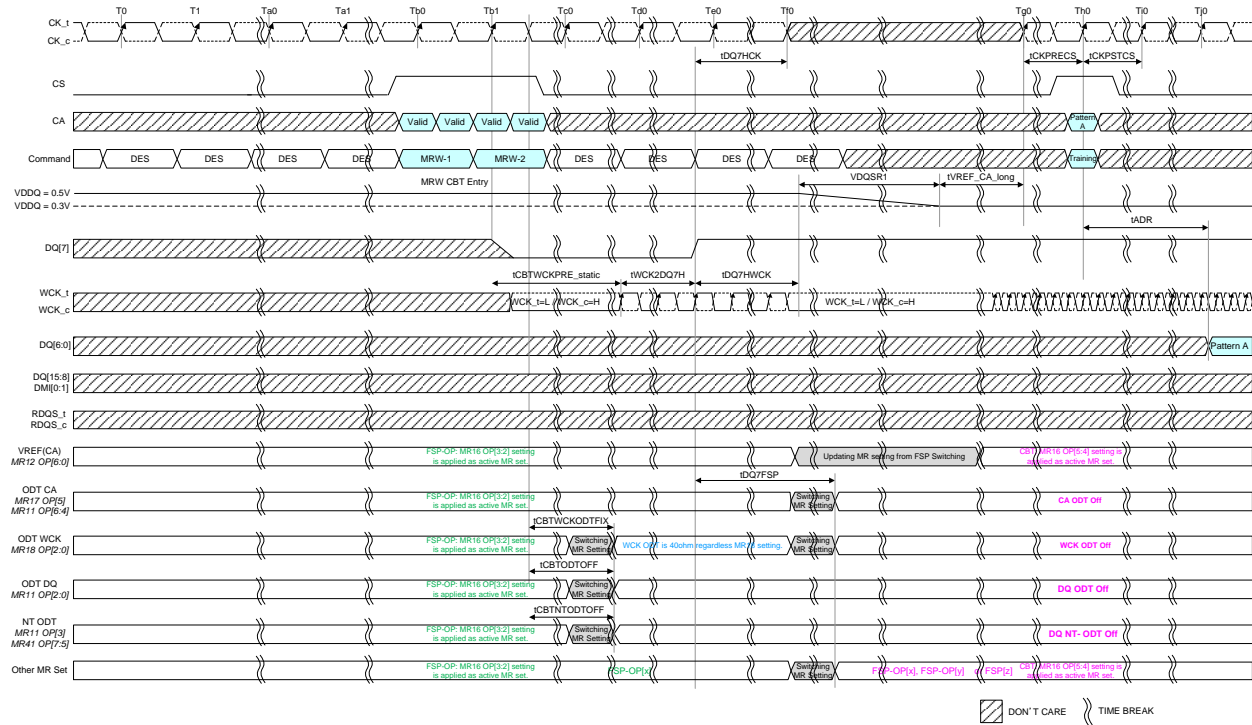 T0 T1 Ta0 Ta1 Tb0 Tb1 Tc0 Td0 Te0 Tf0 Tg0 Th0 Ti0 Tj0
CK_t
CK_c
tDQ7HCK tCKPRECS tCKPSTCS
CS
CA Valid Valid Valid Valid Pattern
A
Command DES DES DES DES MRW-1 MRW-2 DES DES DES DES Training
MRW CBT Entry VDQSR1 tVREF_CA_long
VDDQ = 0.5V
VDDQ = 0.3V
tADR
DQ[7]
tCBTWCKPRE_static tWCK2DQ7H tDQ7HWCK
WCK_t
WCK_c
WCK_t=L / WCK_c=H WCK_t=L / WCK_c=H
DQ[6:0] Pattern A
DQ[15:8]
DMI[0:1]
RDQS_t
RDQS_c
VREF(CA)
MR12 OP[6:0]
FSP-OP: MR16 OP[3:2] setting
is applied as active MR set.
Updating MR setting from FSP Switching
CBT: MR16 OP[5:4] setting is
applied as active MR set.
tDQ7FSP
ODT CA
MR17 OP[5]
MR11 OP[6:4]
FSP-OP: MR16 OP[3:2] setting
is applied as active MR set.
Switching
MR Setting
CA ODT Off
tCBTWCKODTFIX
ODT WCK
MR18 OP[2:0]
FSP-OP: MR16 OP[3:2] setting
is applied as active MR set.
Switching
MR Setting
WCK ODT is 40ohm regardless setting.
Switching
MR Setting
WCK ODT Off
tCBTODTOFF
ODT DQ
MR11 OP[2:0]
FSP-OP: MR16 OP[3:2] setting
is applied as active MR set.
Switching
MR Setting
DQ ODT Off
tCBTNTODTOFF
NT ODT
MR11 OP[3]
MR41 OP[7:5]
FSP-OP: MR16 OP[3:2] setting
is applied as active MR set.
Switching
MR Setting
DQ NT- ODT Off
Other MR Set
FSP-OP: MR16 OP[3:2] setting
is applied as active MR set.
FSP-OP[x]
Switching
MR Setting
FSP-OP[x], FSP-OP[y] FSP[z]
CBT: MR16 OP[5:4] setting is
applied as active MR set.
DON'T CARE TIME BREAK